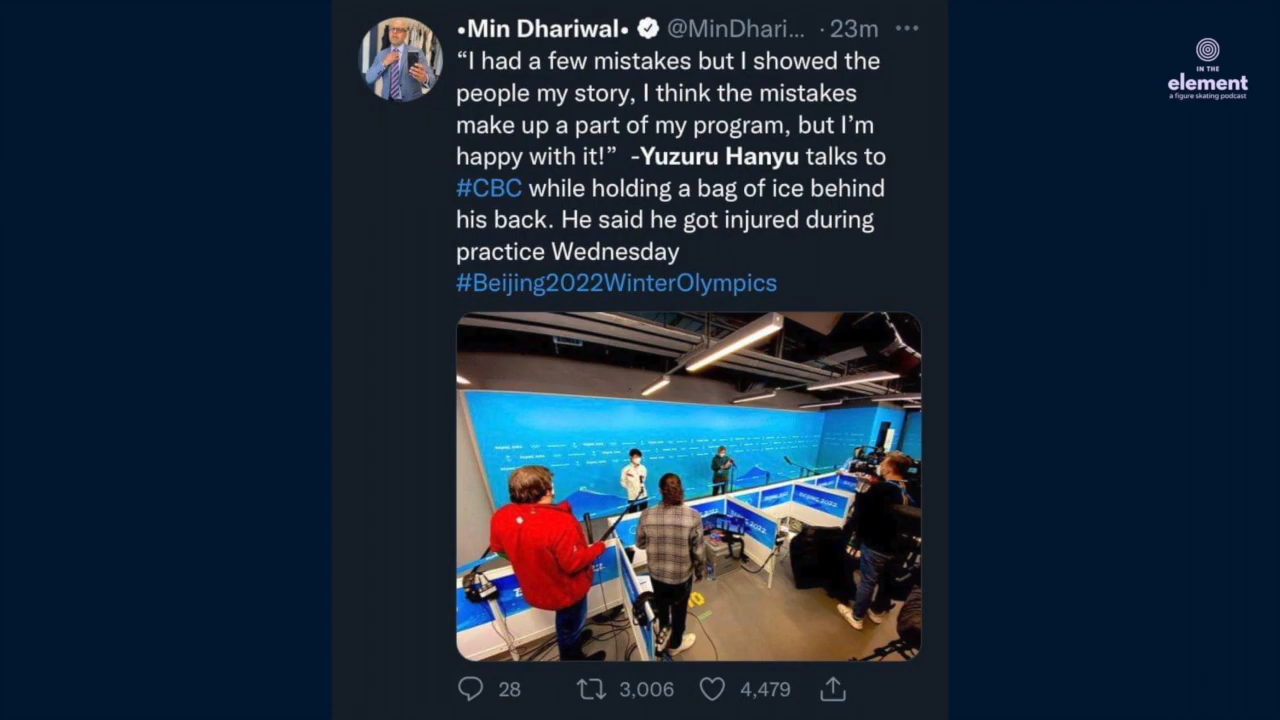 •Min Dhariwal• @MinDhari... · 23m
“I had a few mistakes but I showed the
people my story, I think the mistakes
make up a part of my program, but I’m
happy with it!” -Yuzuru Hanyu talks to
#CBC while holding a bag of ice behind
his back. He said he got injured during
practice Wednesday
#Beijing2022WinterOlympics
BEIJING 2022
28 3,006 4,479
IN THE
element
a figure skating podcast